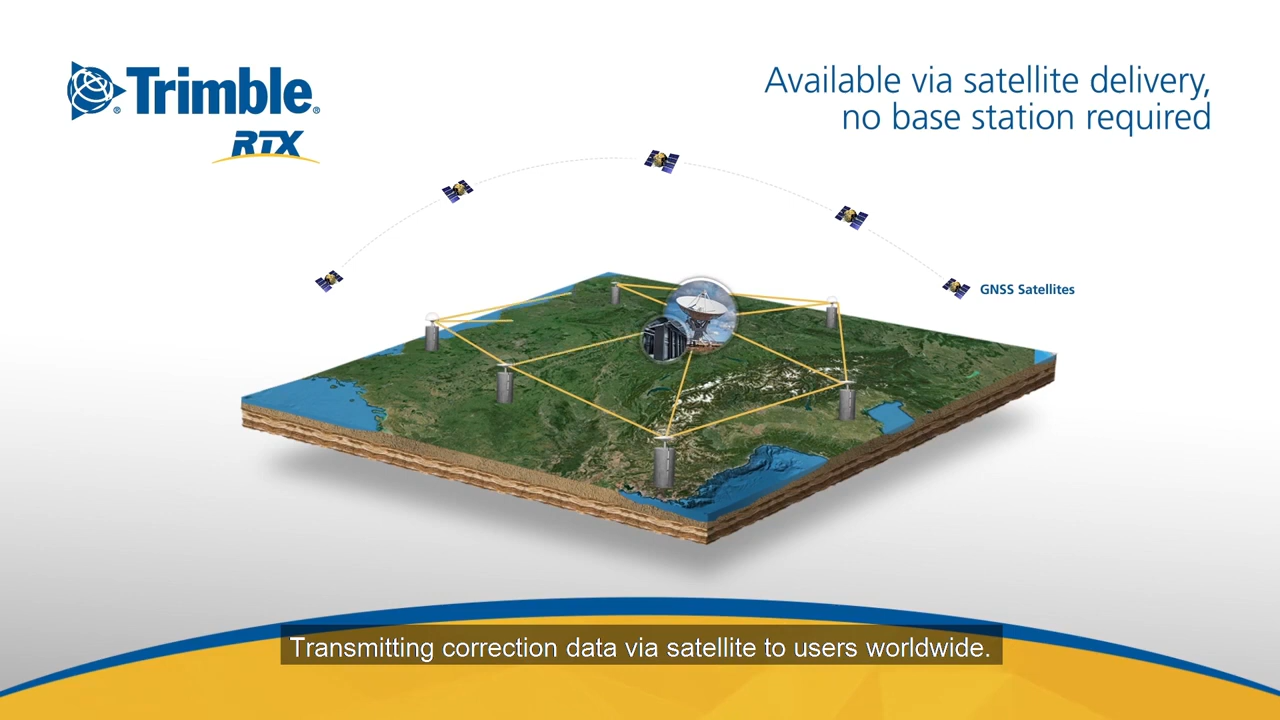 Trimble
RTX
Available via satellite delivery,
no base station required
GNSS Satellites
Transmitting correction data via satellite to users worldwide.